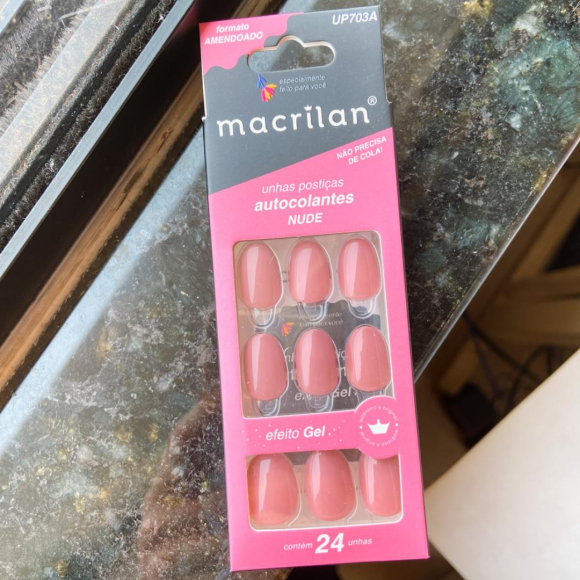 formato
AMENDOADO
UP703A
especialmente
feito para você
macrilan®
NÃO PRECISA
DE COLA!
unhas postiças
autocolantes
NUDE
efeito Gel
contém 24 unhas